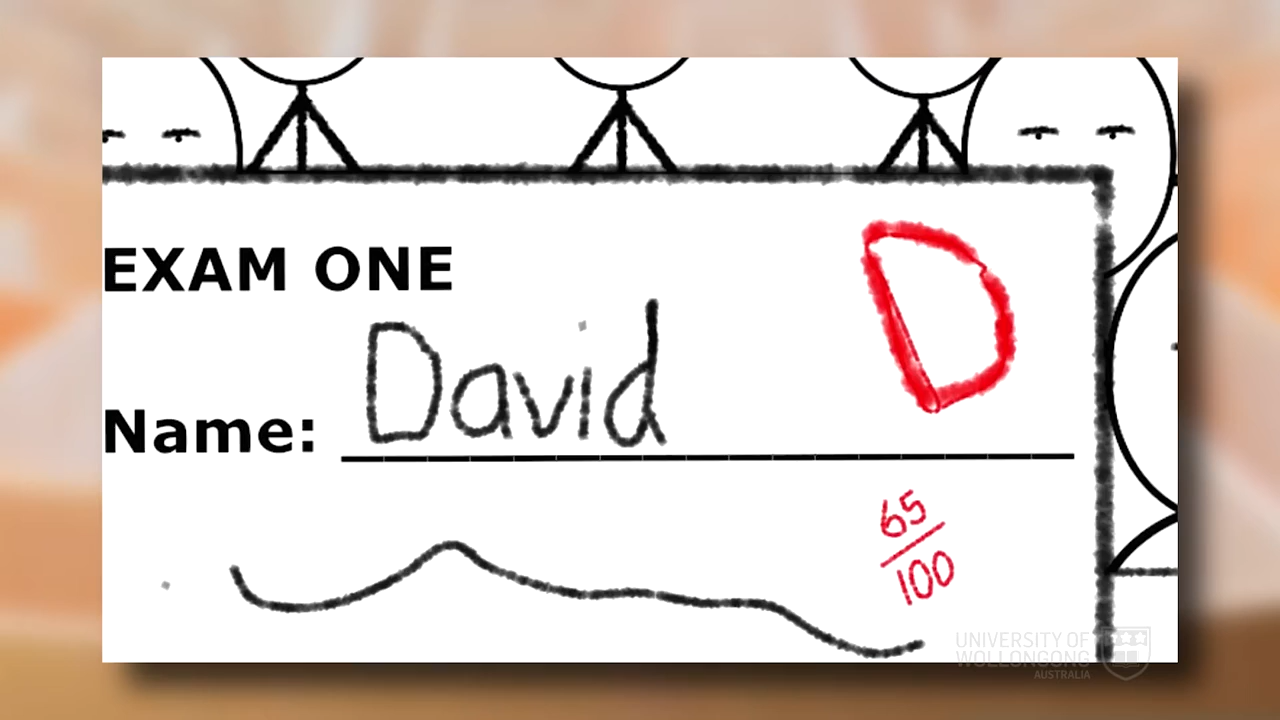 EXAM ONE
D
Name: David
65
100
UNIVERSITY OF
WOLLONGONG
AUSTRALIA